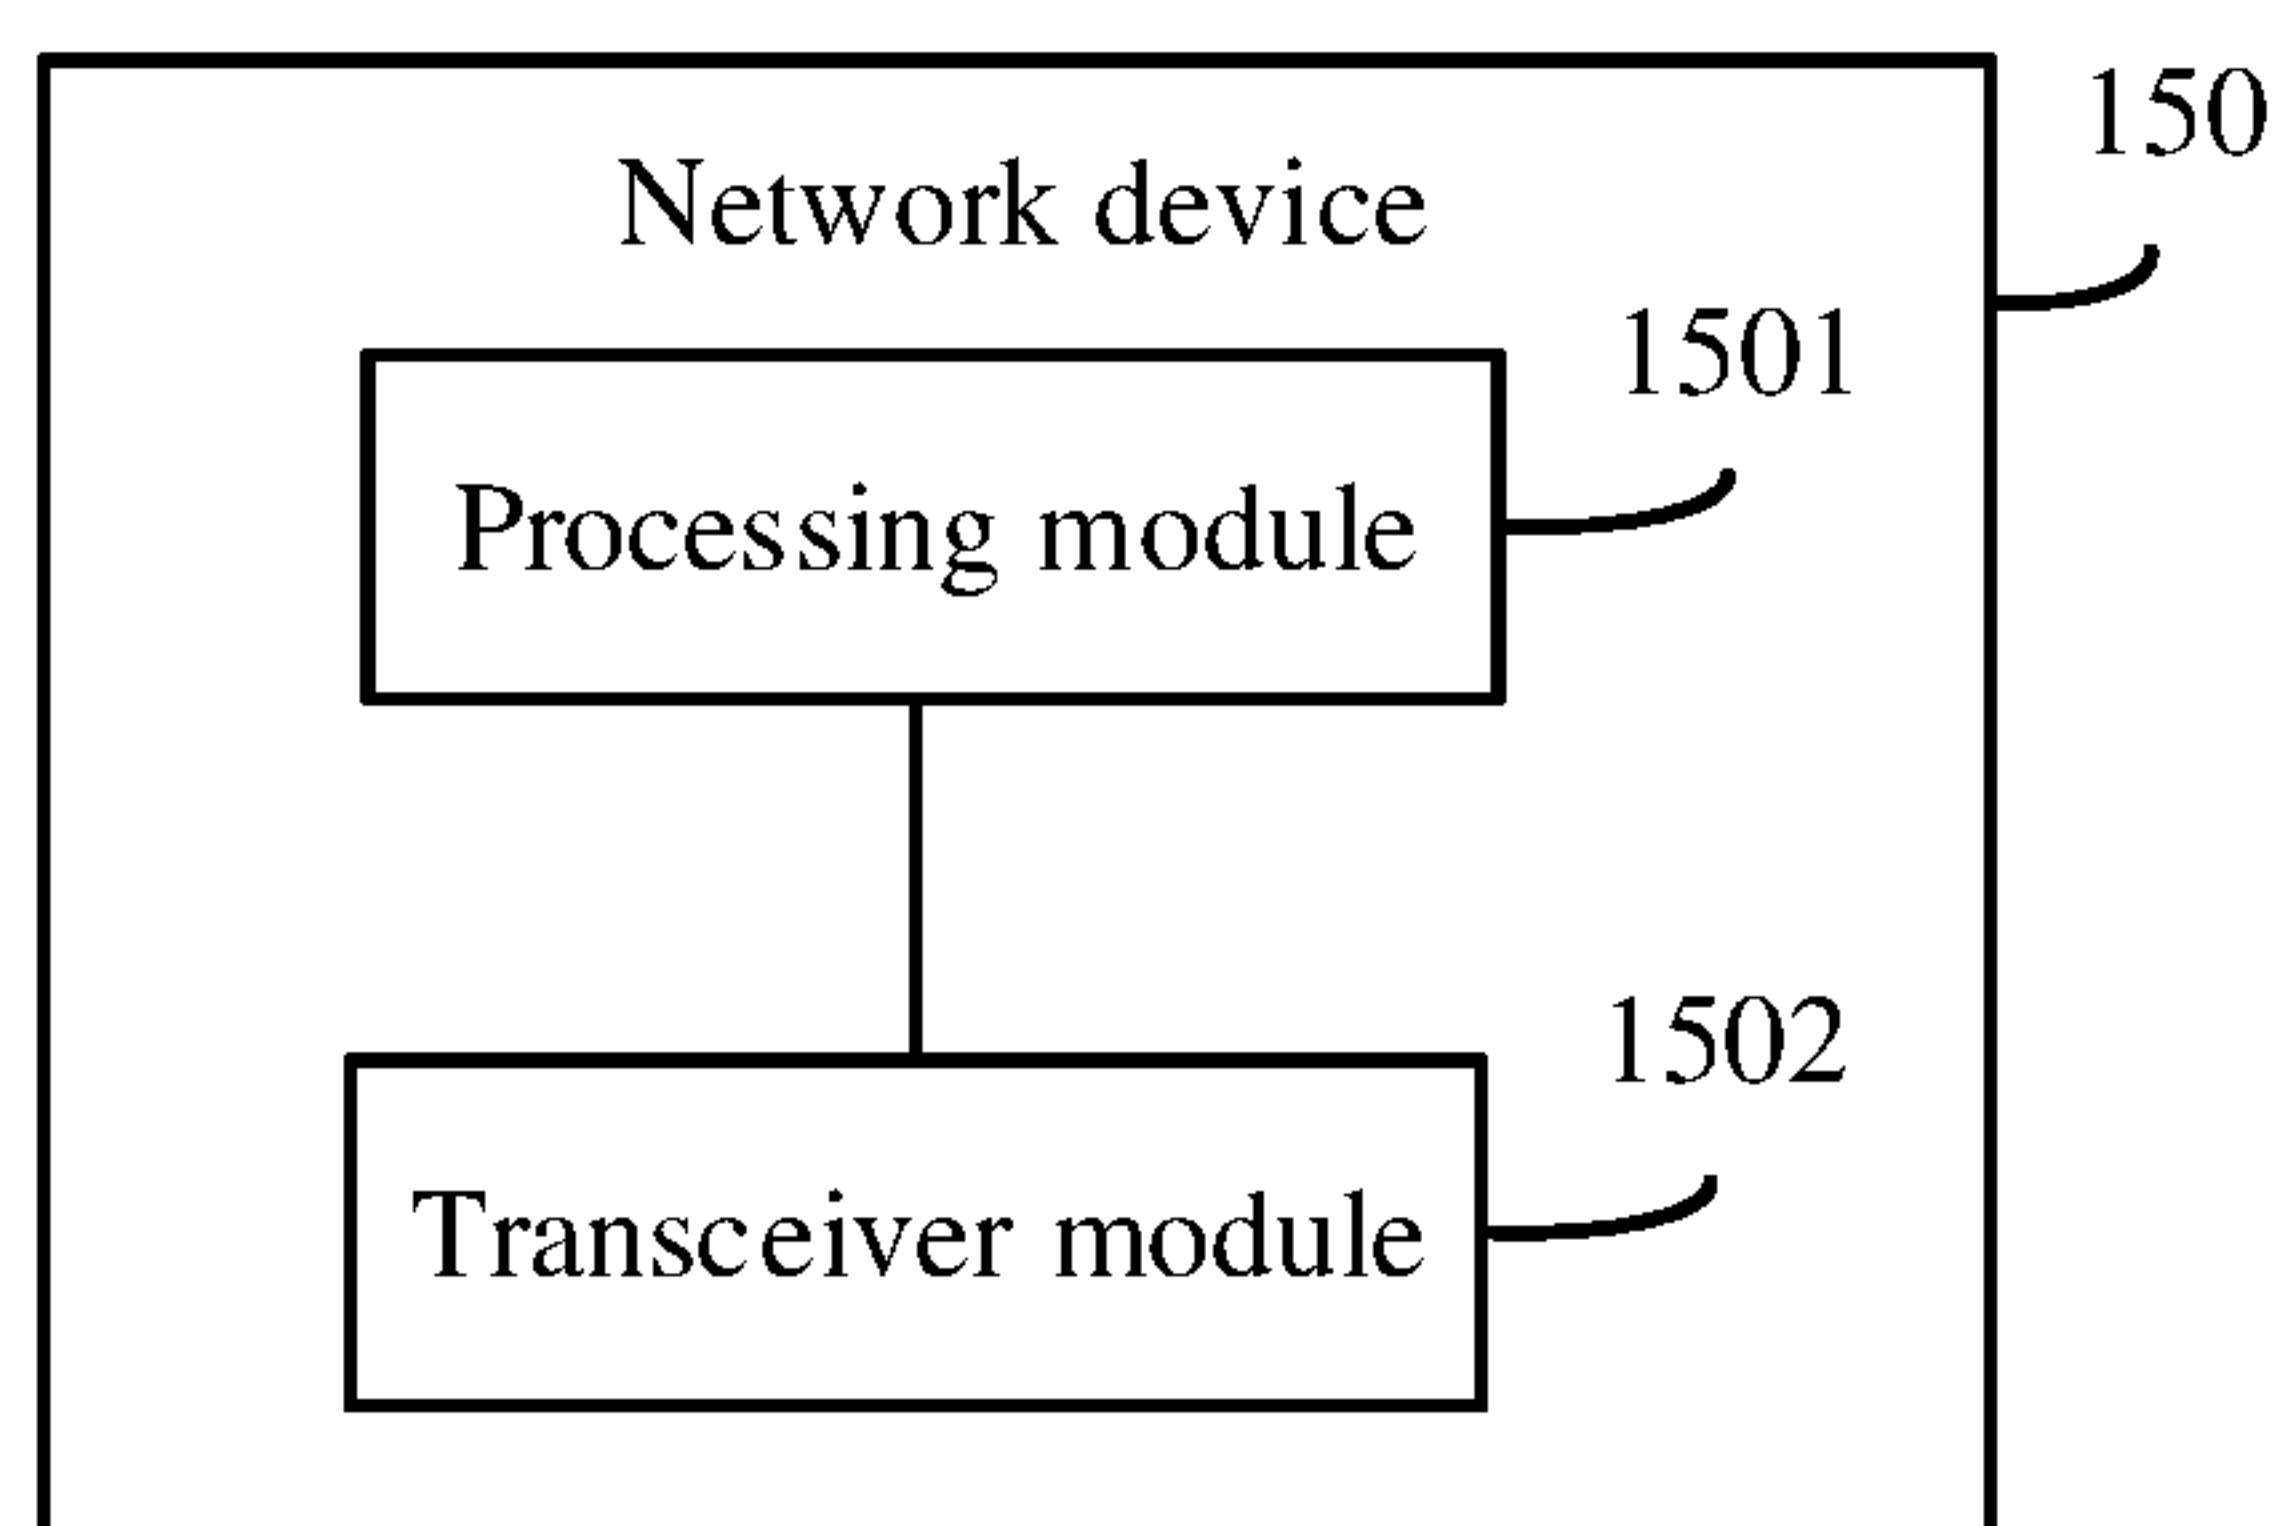 150
Network device
1501
Processing module
1502
Transceiver module